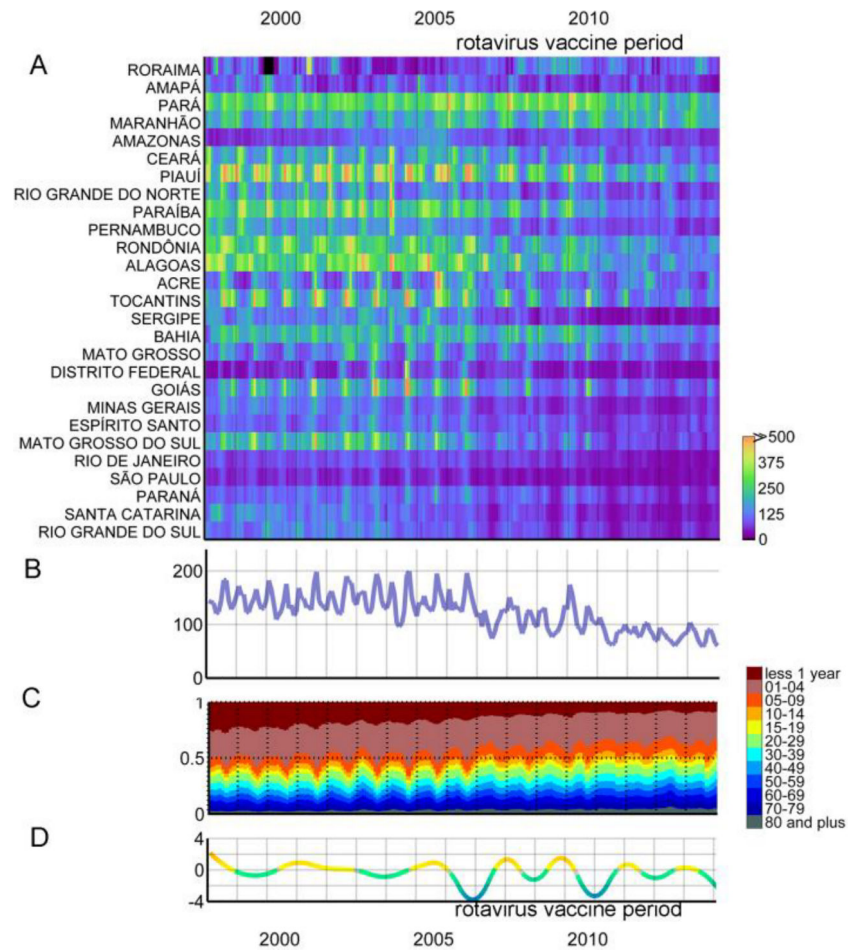 2000 2005 2010
rotavirus vaccine period
A
RORAIMA
AMAPÁ
PARÁ
MARANHÃO
AMAZONAS
CEARÁ
PIAUÍ
RIO GRANDE DO NORTE
PARAÍBA
PERNAMBUCO
RONDÔNIA
ALAGOAS
ACRE
TOCANTINS
SERGIPE
BAHIA
MATO GROSSO
DISTRITO FEDERAL
GOIÁS
MINAS GERAIS
ESPÍRITO SANTO
MATO GROSSO DO SUL
RIO DE JANEIRO
SÃO PAULO
PARANÁ
SANTA CATARINA
RIO GRANDE DO SUL
≫500
375
250
125
0
B
200
100
0
C
1
0.5
0
less 1 year
01-04
05-09
10-14
15-19
20-29
30-39
40-49
50-59
60-69
70-79
80 and plus
D
4
0
-4
rotavirus vaccine period
2000 2005 2010